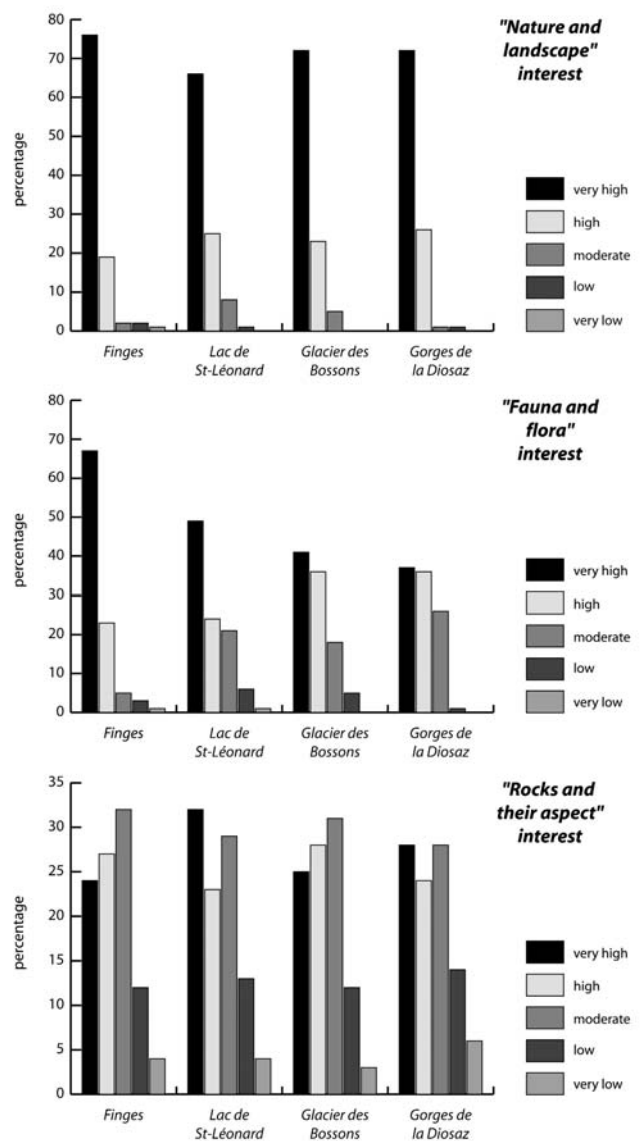 "Nature and
landscape"
interest
80
70
60
50
40
30
20
10
0
percentage
very high
high
moderate
low
very low
Finges
Lac de
St-Léonard
Glacier des
Bossons
Gorges de
la Diosaz
"Fauna and
flora"
interest
80
70
60
50
40
30
20
10
0
percentage
very high
high
moderate
low
very low
Finges
Lac de
St-Léonard
Glacier des
Bossons
Gorges de
la Diosaz
"Rocks and
their aspect"
interest
35
30
25
20
15
10
5
0
percentage
very high
high
moderate
low
very low
Finges
Lac de
St-Léonard
Glacier des
Bossons
Gorges de
la Diosaz